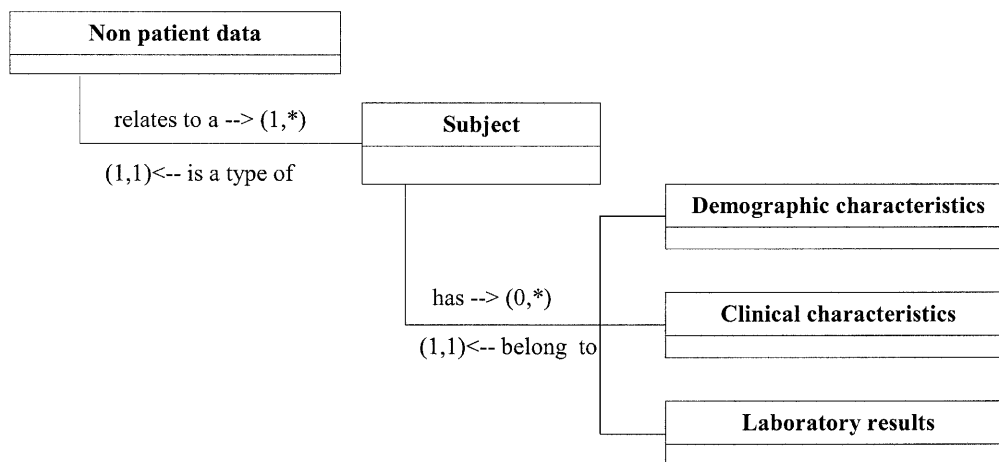 Non patient data
relates to a --> (1,*)
(1,1)<-- is a type of
Subject
has --> (0,*)
(1,1)<-- belong to
Demographic characteristics
Clinical characteristics
Laboratory results